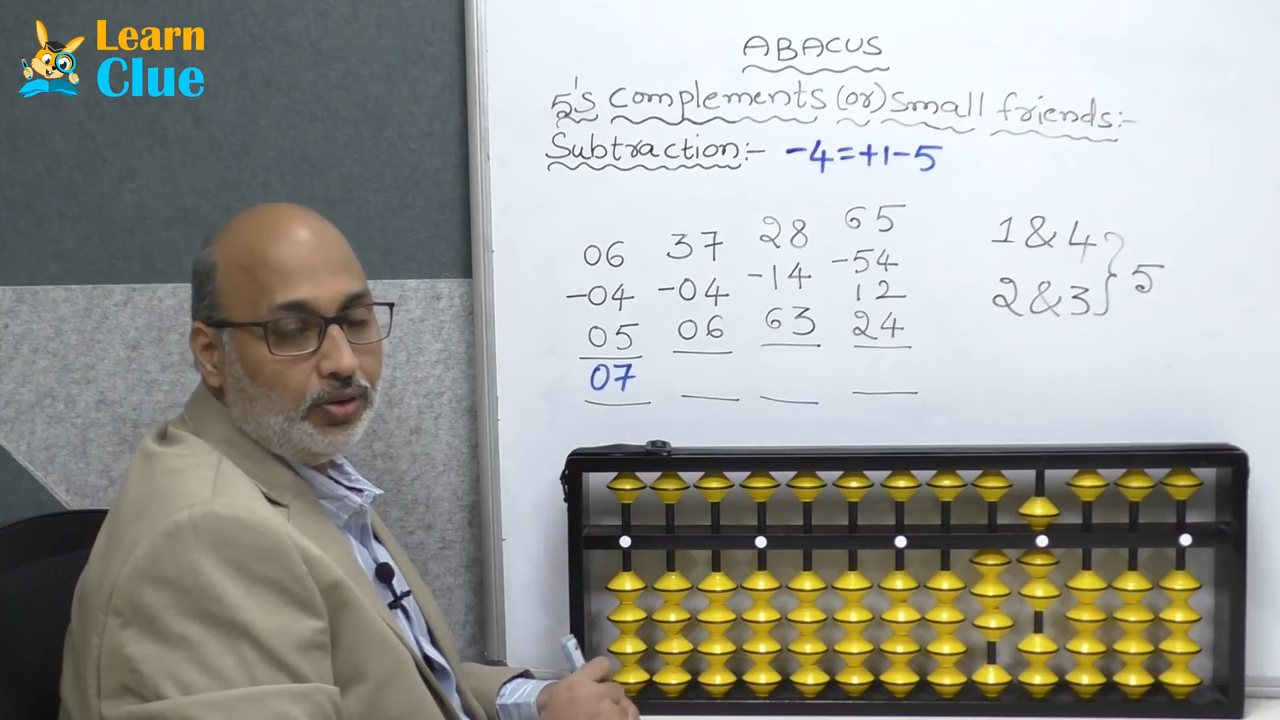 Learn
Clue
ABACUS
5's complements (or) small friends:-
Subtraction:- -4=+1-5
06 37 28 65
-04 -04 -14 -54
05 06 63 12
07 24
1&4
2&3 } 5